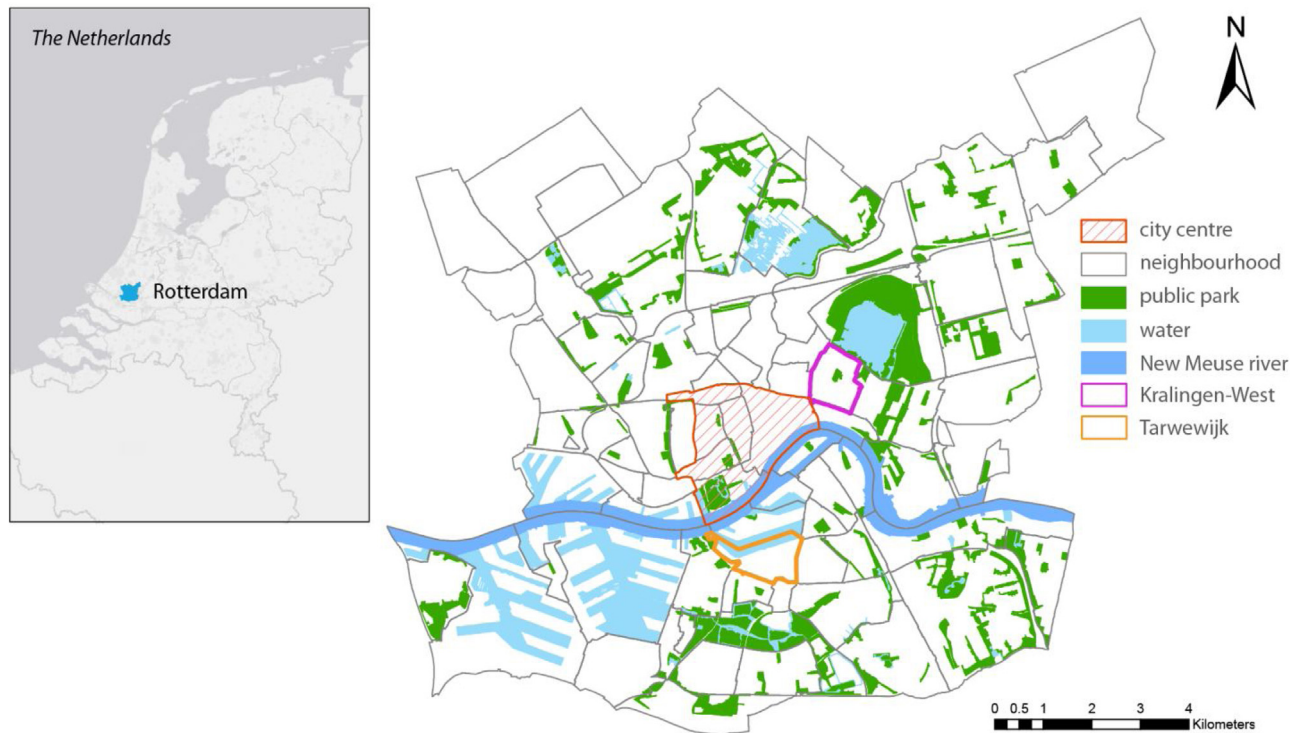 The Netherlands
Rotterdam
N
city centre
neighbourhood
public park
water
New Meuse river
Kralingen-West
Tarwewijk
0 0.5 1 2 3 4
Kilometers